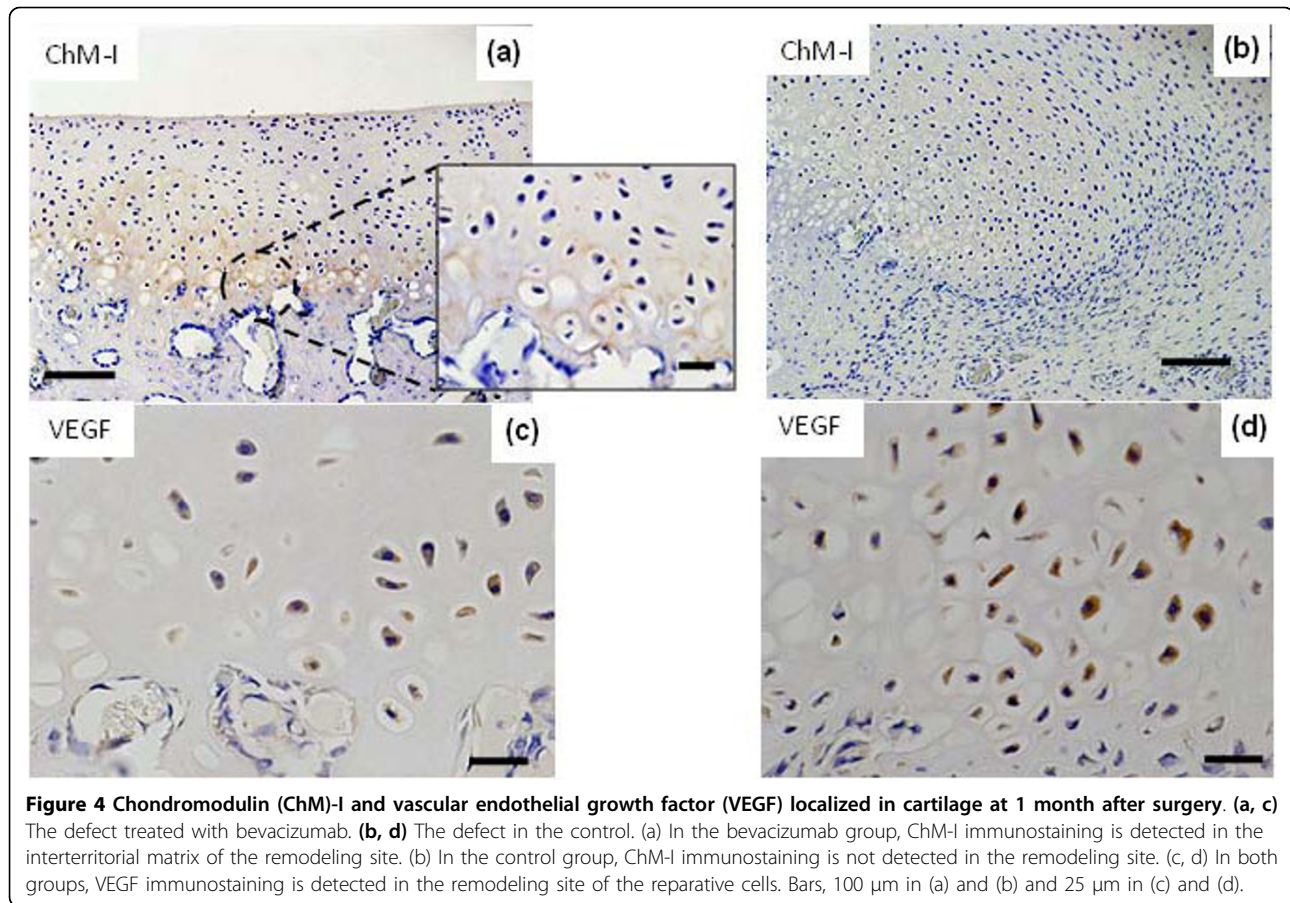 ChM-I
(a)
ChM-I
(b)
VEGF
(c)
VEGF
(d)
Figure 4 Chondromodulin (ChM)-I and vascular endothelial growth factor (VEGF) localized in cartilage at 1 month after surgery. (a, c)
The defect treated with bevacizumab. (b, d) The defect in the control. (a) In the bevacizumab group, ChM-I immunostaining is detected in the
interterritorial matrix of the remodeling site. (b) In the control group, ChM-I immunostaining is not detected in the remodeling site. (c, d) In both
groups, VEGF immunostaining is detected in the remodeling site of the reparative cells. Bars, 100 μm in (a) and (b) and 25 μm in (c) and (d).